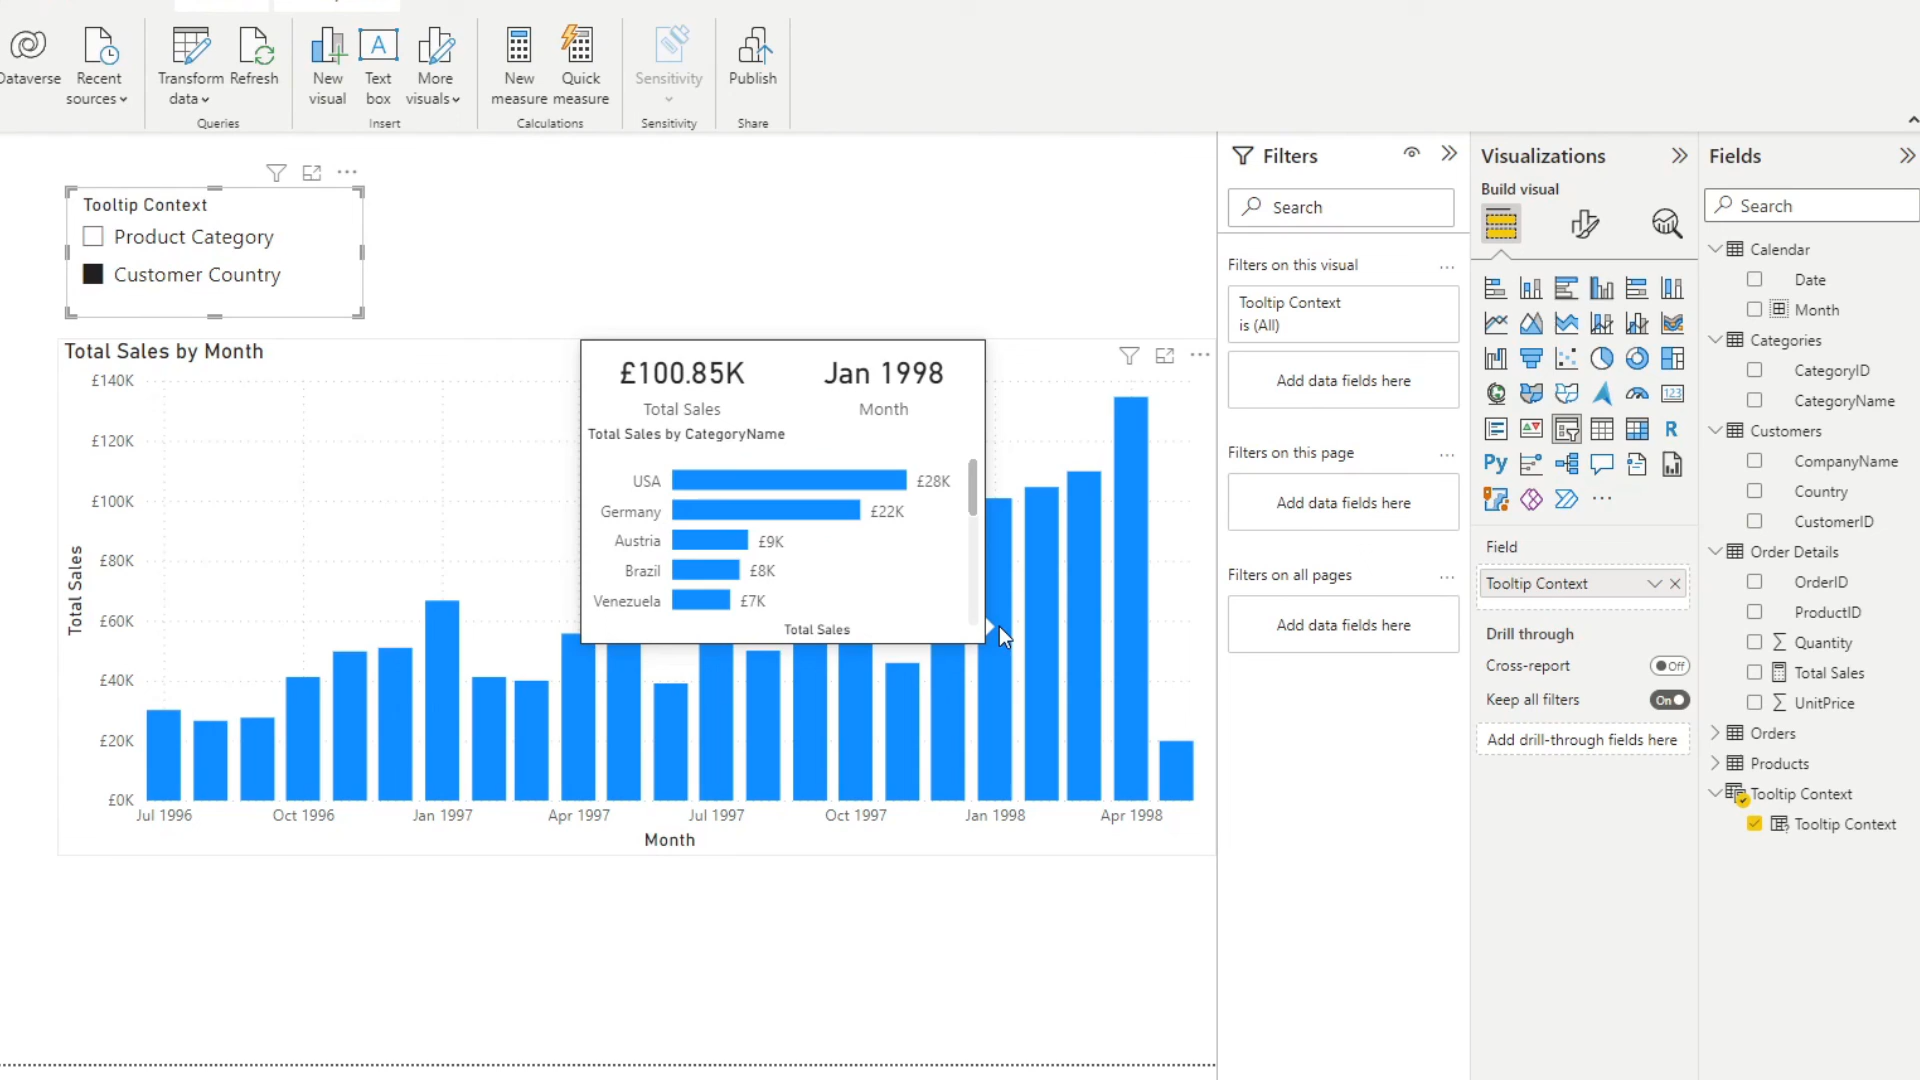 Dataverse
Recent sources
Transform data
Refresh
Queries
New visual
Text box
More visuals
Insert
New measure
Quick measure
Calculations
Sensitivity
Sensitivity
Publish
Share
Tooltip Context
Product Category
Customer Country
Total Sales by Month
£140K
£120K
£100K
£80K
£60K
£40K
£20K
£0K
Total Sales
Jul 1996
Oct 1996
Jan 1997
Apr 1997
Jul 1997
Oct 1997
Jan 1998
Apr 1998
Month
£100.85K
Total Sales
Jan 1998
Month
Total Sales by CategoryName
USA £28K
Germany £22K
Austria £9K
Brazil £8K
Venezuela £7K
Total Sales
Filters
Search
Filters on this visual
Tooltip Context
is (All)
Add data fields here
Filters on this page
Add data fields here
Filters on all pages
Add data fields here
Visualizations
Build visual
123
R
Py
Field
Tooltip Context
Drill through
Cross-report Off
Keep all filters On
Add drill-through fields here
Fields
Search
Calendar
Date
Month
Categories
CategoryID
CategoryName
Customers
CompanyName
Country
CustomerID
Order Details
OrderID
ProductID
Quantity
Total Sales
UnitPrice
Orders
Products
Tooltip Context
Tooltip Context